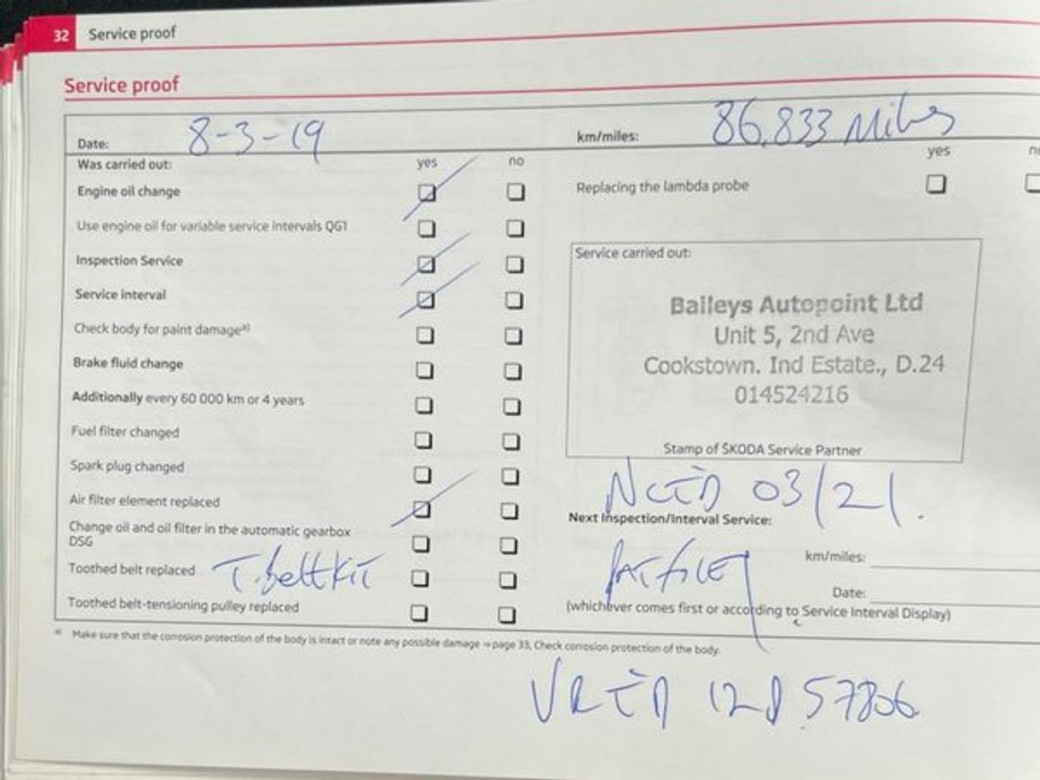 32 Service proof
Service proof
Date: 8-3-19
km/miles: 86,833 Miles
Was carried out: yes no
yes
Engine oil change
Replacing the lambda probe
Use engine oil for variable service intervals QG1
Inspection Service
Service interval
Check body for paint damageᵃ⁾
Brake fluid change
Additionally every 60 000 km or 4 years
Fuel filter changed
Spark plug changed
Air filter element replaced
Change oil and oil filter in the automatic gearbox
DSG
Toothed belt replaced T.belt KIT
Toothed belt-tensioning pulley replaced
Service carried out:
Baileys Autopoint Ltd
Unit 5, 2nd Ave
Cookstown. Ind Estate., D.24
014524216
Stamp of ŠKODA Service Partner
NCTD 03/21.
Next Inspection/Interval Service:
km/miles:
Date:
(whichever comes first or according to Service Interval Display)
ᵃ⁾ Make sure that the corrosion protection of the body is intact or note any possible damage ⇒ page 33, Check corrosion protection of the body.
57806